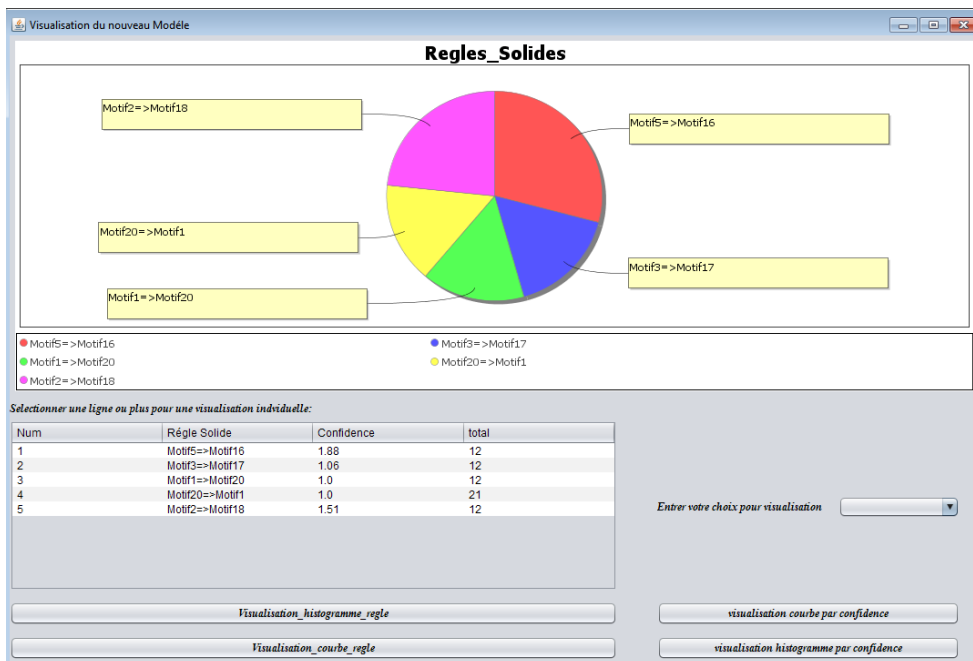 Visualisation du nouveau Modéle
Regles_Solides
Motif2=>Motif18
Motif5=>Motif16
Motif20=>Motif1
Motif3=>Motif17
Motif1=>Motif20
Motif5=>Motif16 Motif3=>Motif17
Motif1=>Motif20 Motif20=>Motif1
Motif2=>Motif18
Selectionner une ligne ou plus pour une visualisation indviduelle:
Num Régle Solide Confidence total
1 Motif5=>Motif16 1.88 12
2 Motif3=>Motif17 1.06 12
3 Motif1=>Motif20 1.0 12
4 Motif20=>Motif1 1.0 21
5 Motif2=>Motif18 1.51 12
Entrer votre choix pour visualisation
Visualisation_histogramme_regle visualisation courbe par confidence
Visualisation_courbe_regle visualisation histogramme par confidence